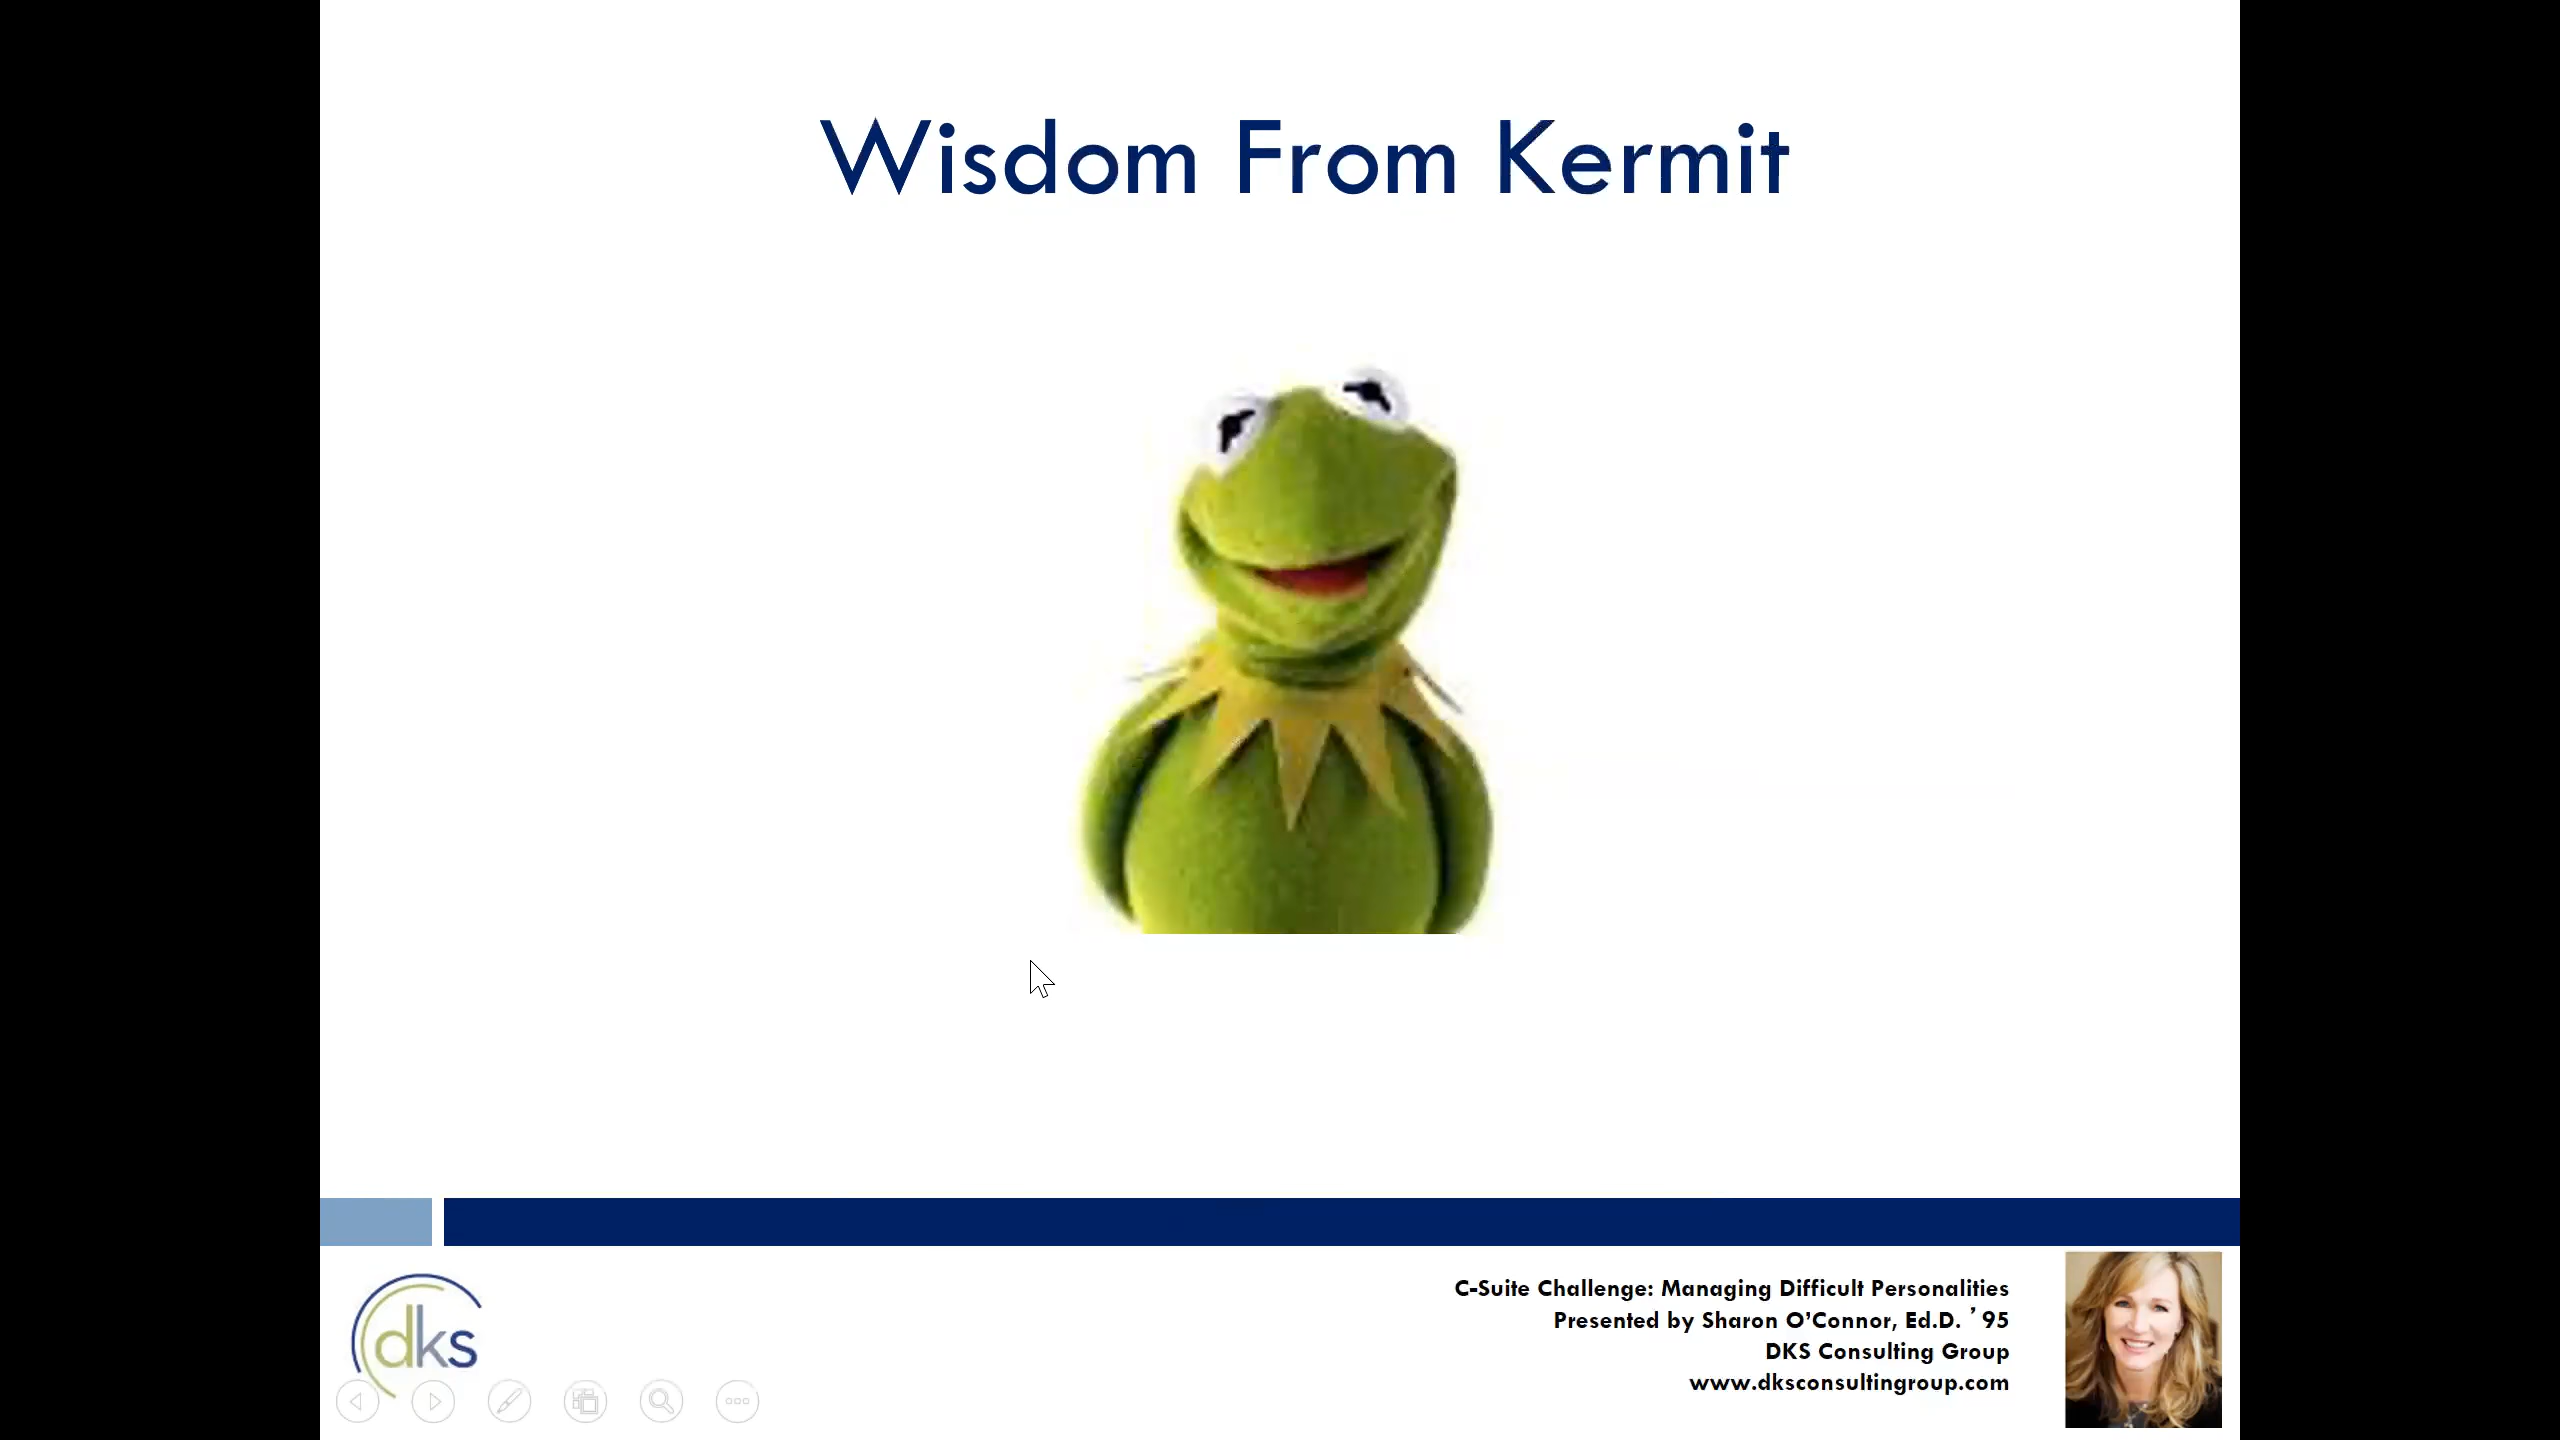 Wisdom From Kermit
dks
C-Suite Challenge: Managing Difficult Personalities
Presented by Sharon O’Connor, Ed.D. ’95
DKS Consulting Group
www.dksconsultingroup.com